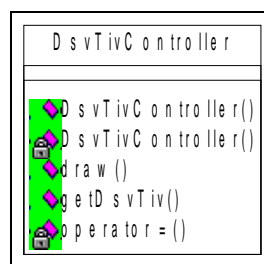 DsvTivController
DsvTivController()
DsvTivController()
draw()
getDsvTiv()
operator=()